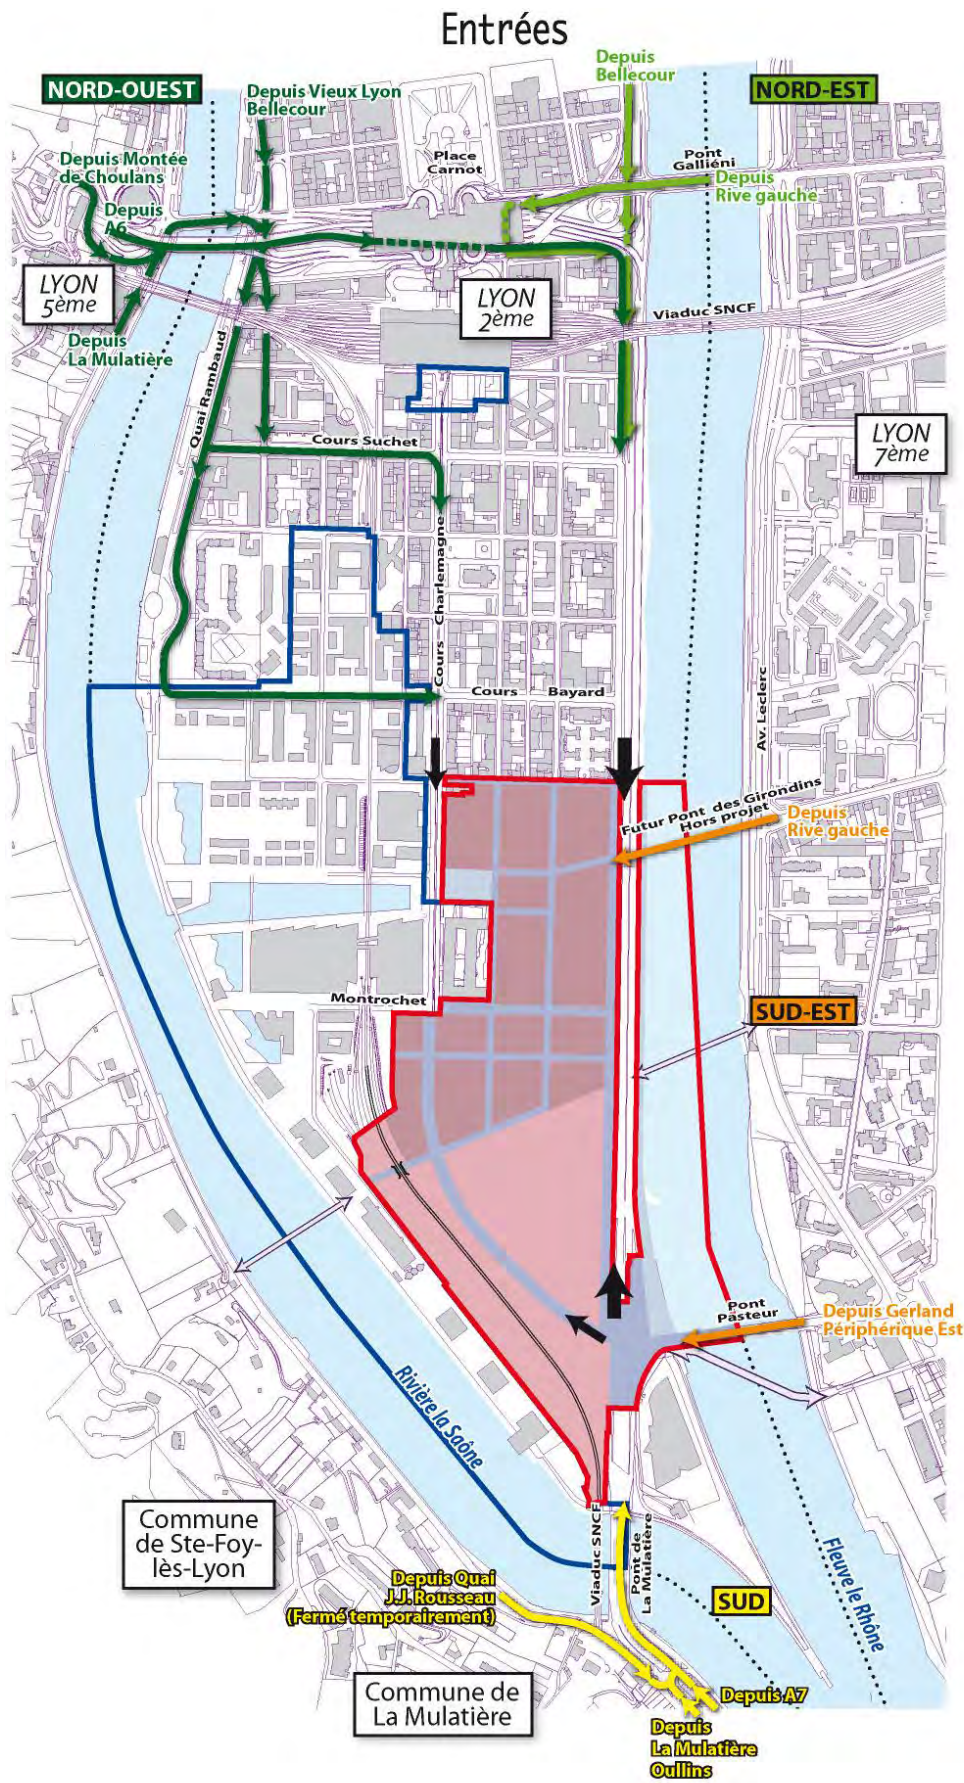 Entrées
Depuis
Bellecour
NORD-OUEST
Depuis Vieux Lyon
Bellecour
NORD-EST
Place
Carnot
Pont
Galliéni
Depuis Montée
de Choulans
Depuis
Rive gauche
Depuis
A6
LYON
5ème
LYON
2ème
Viaduc SNCF
Depuis
La Mulatière
Quai Rambaud
Cours Suchet
LYON
7ème
Cours Charlemagne
Cours Bayard
Av. Leclerc
Futur Pont des Girondins
Hors projet
Depuis
Rive gauche
Montrochet
SUD-EST
Pont
Pasteur
Depuis Gerland
Périphérique Est
Rivière la Saône
Commune
de Ste-Foy-
lès-Lyon
Viaduc SNCF
Pont de
La Mulatière
Fleuve le Rhône
Depuis Quai
J.J. Rousseau
(Fermé temporairement)
SUD
Commune de
La Mulatière
Depuis A7
Depuis
La Mulatière
Oullins